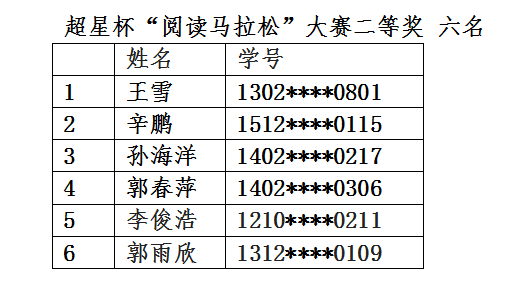 超星杯“阅读马拉松”大赛二等奖 六名
姓名 学号
1 王雪 1302****0801
2 辛鹏 1512****0115
3 孙海洋 1402****0217
4 郭春萍 1402****0306
5 李俊浩 1210****0211
6 郭雨欣 1312****0109